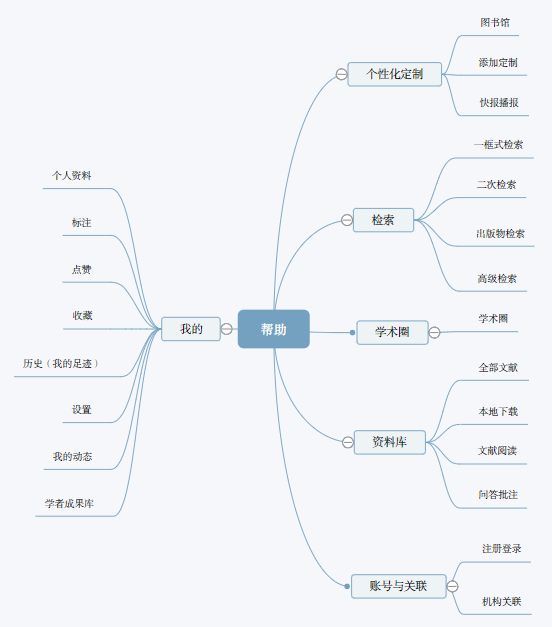 帮助
个性化定制
图书馆
添加定制
快报播报
检索
一框式检索
二次检索
出版物检索
高级检索
学术圈
学术圈
资料库
全部文献
本地下载
文献阅读
问答批注
账号与关联
注册登录
机构关联
我的
个人资料
标注
点赞
收藏
历史（我的足迹）
设置
我的动态
学者成果库